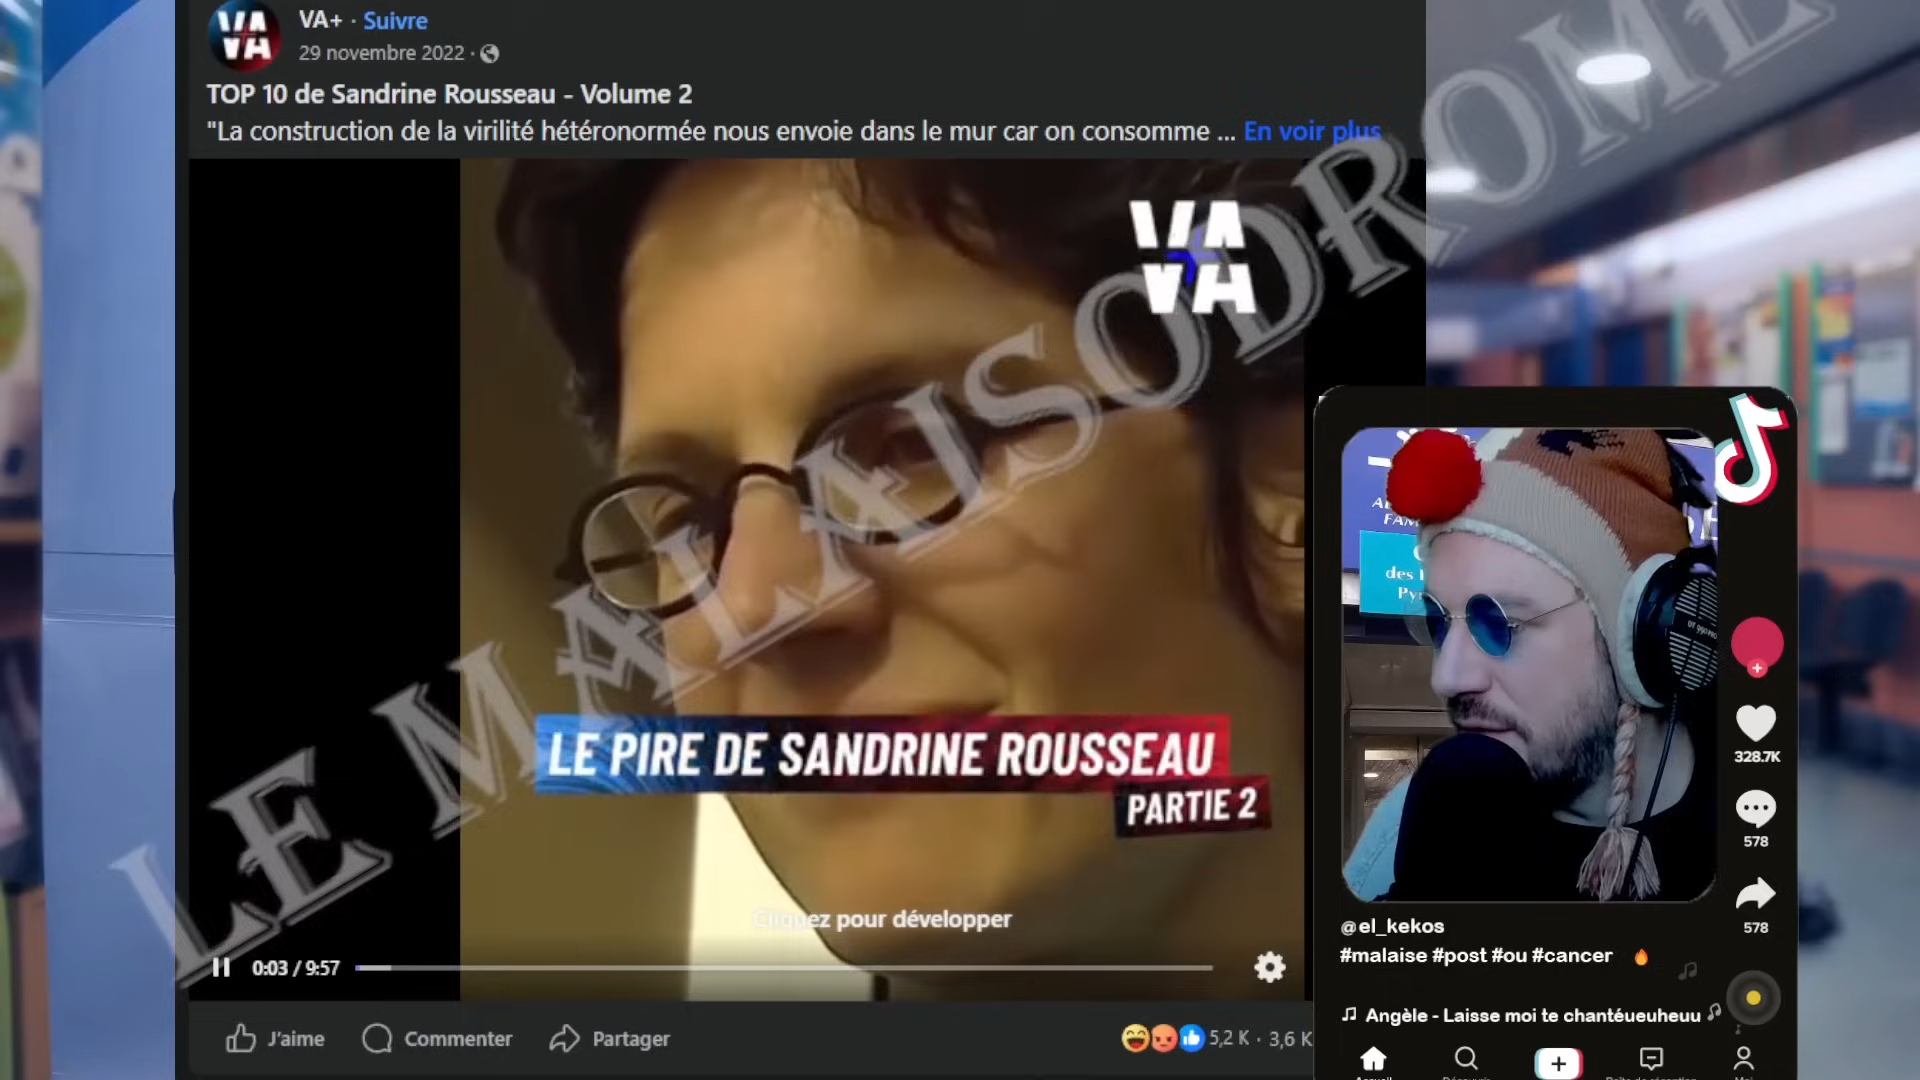 VA+ · Suivre
29 novembre 2022 ·
TOP 10 de Sandrine Rousseau - Volume 2
"La construction de la virilité hétéronormée nous envoie dans le mur car on consomme ... En voir plus
VA
VA
VA
VA
LE MALAISODROME
LE PIRE DE SANDRINE ROUSSEAU
PARTIE 2
Cliquez pour développer
0:03 / 9:57
J'aime
Commenter
Partager
5,2 K · 3,6 K
des
328.7K
578
578
@el_kekos
#malaise #post #ou #cancer
Angèle - Laisse moi te chantéueuheuu